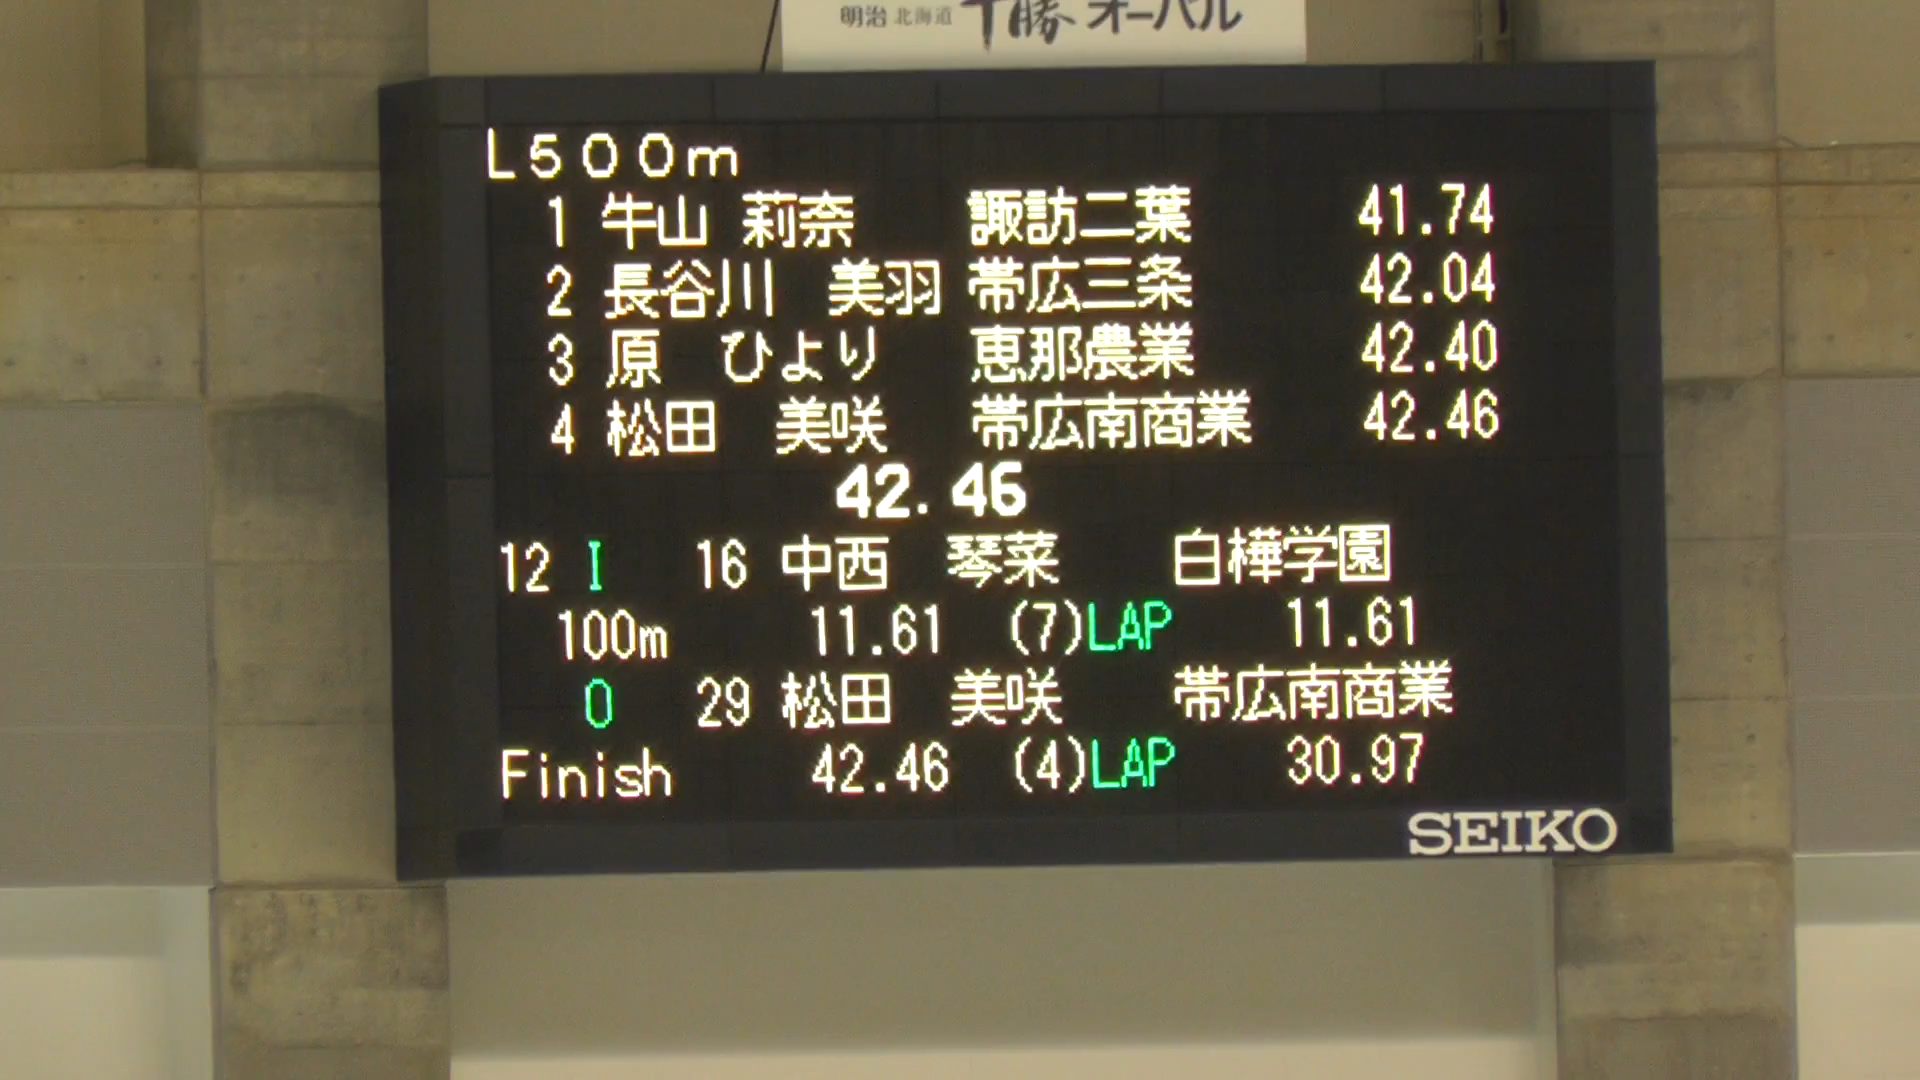 明治 北海道 十勝 オーバル
L500m
1 牛山 莉奈 諏訪二葉 41.74
2 長谷川 美羽 帯広三条 42.04
3 原 ひより 恵那農業 42.40
4 松田 美咲 帯広南商業 42.46
42.46
12 I 16 中西 琴菜 白樺学園
100m 11.61 (7)LAP 11.61
O 29 松田 美咲 帯広南商業
Finish 42.46 (4)LAP 30.97
SEIKO